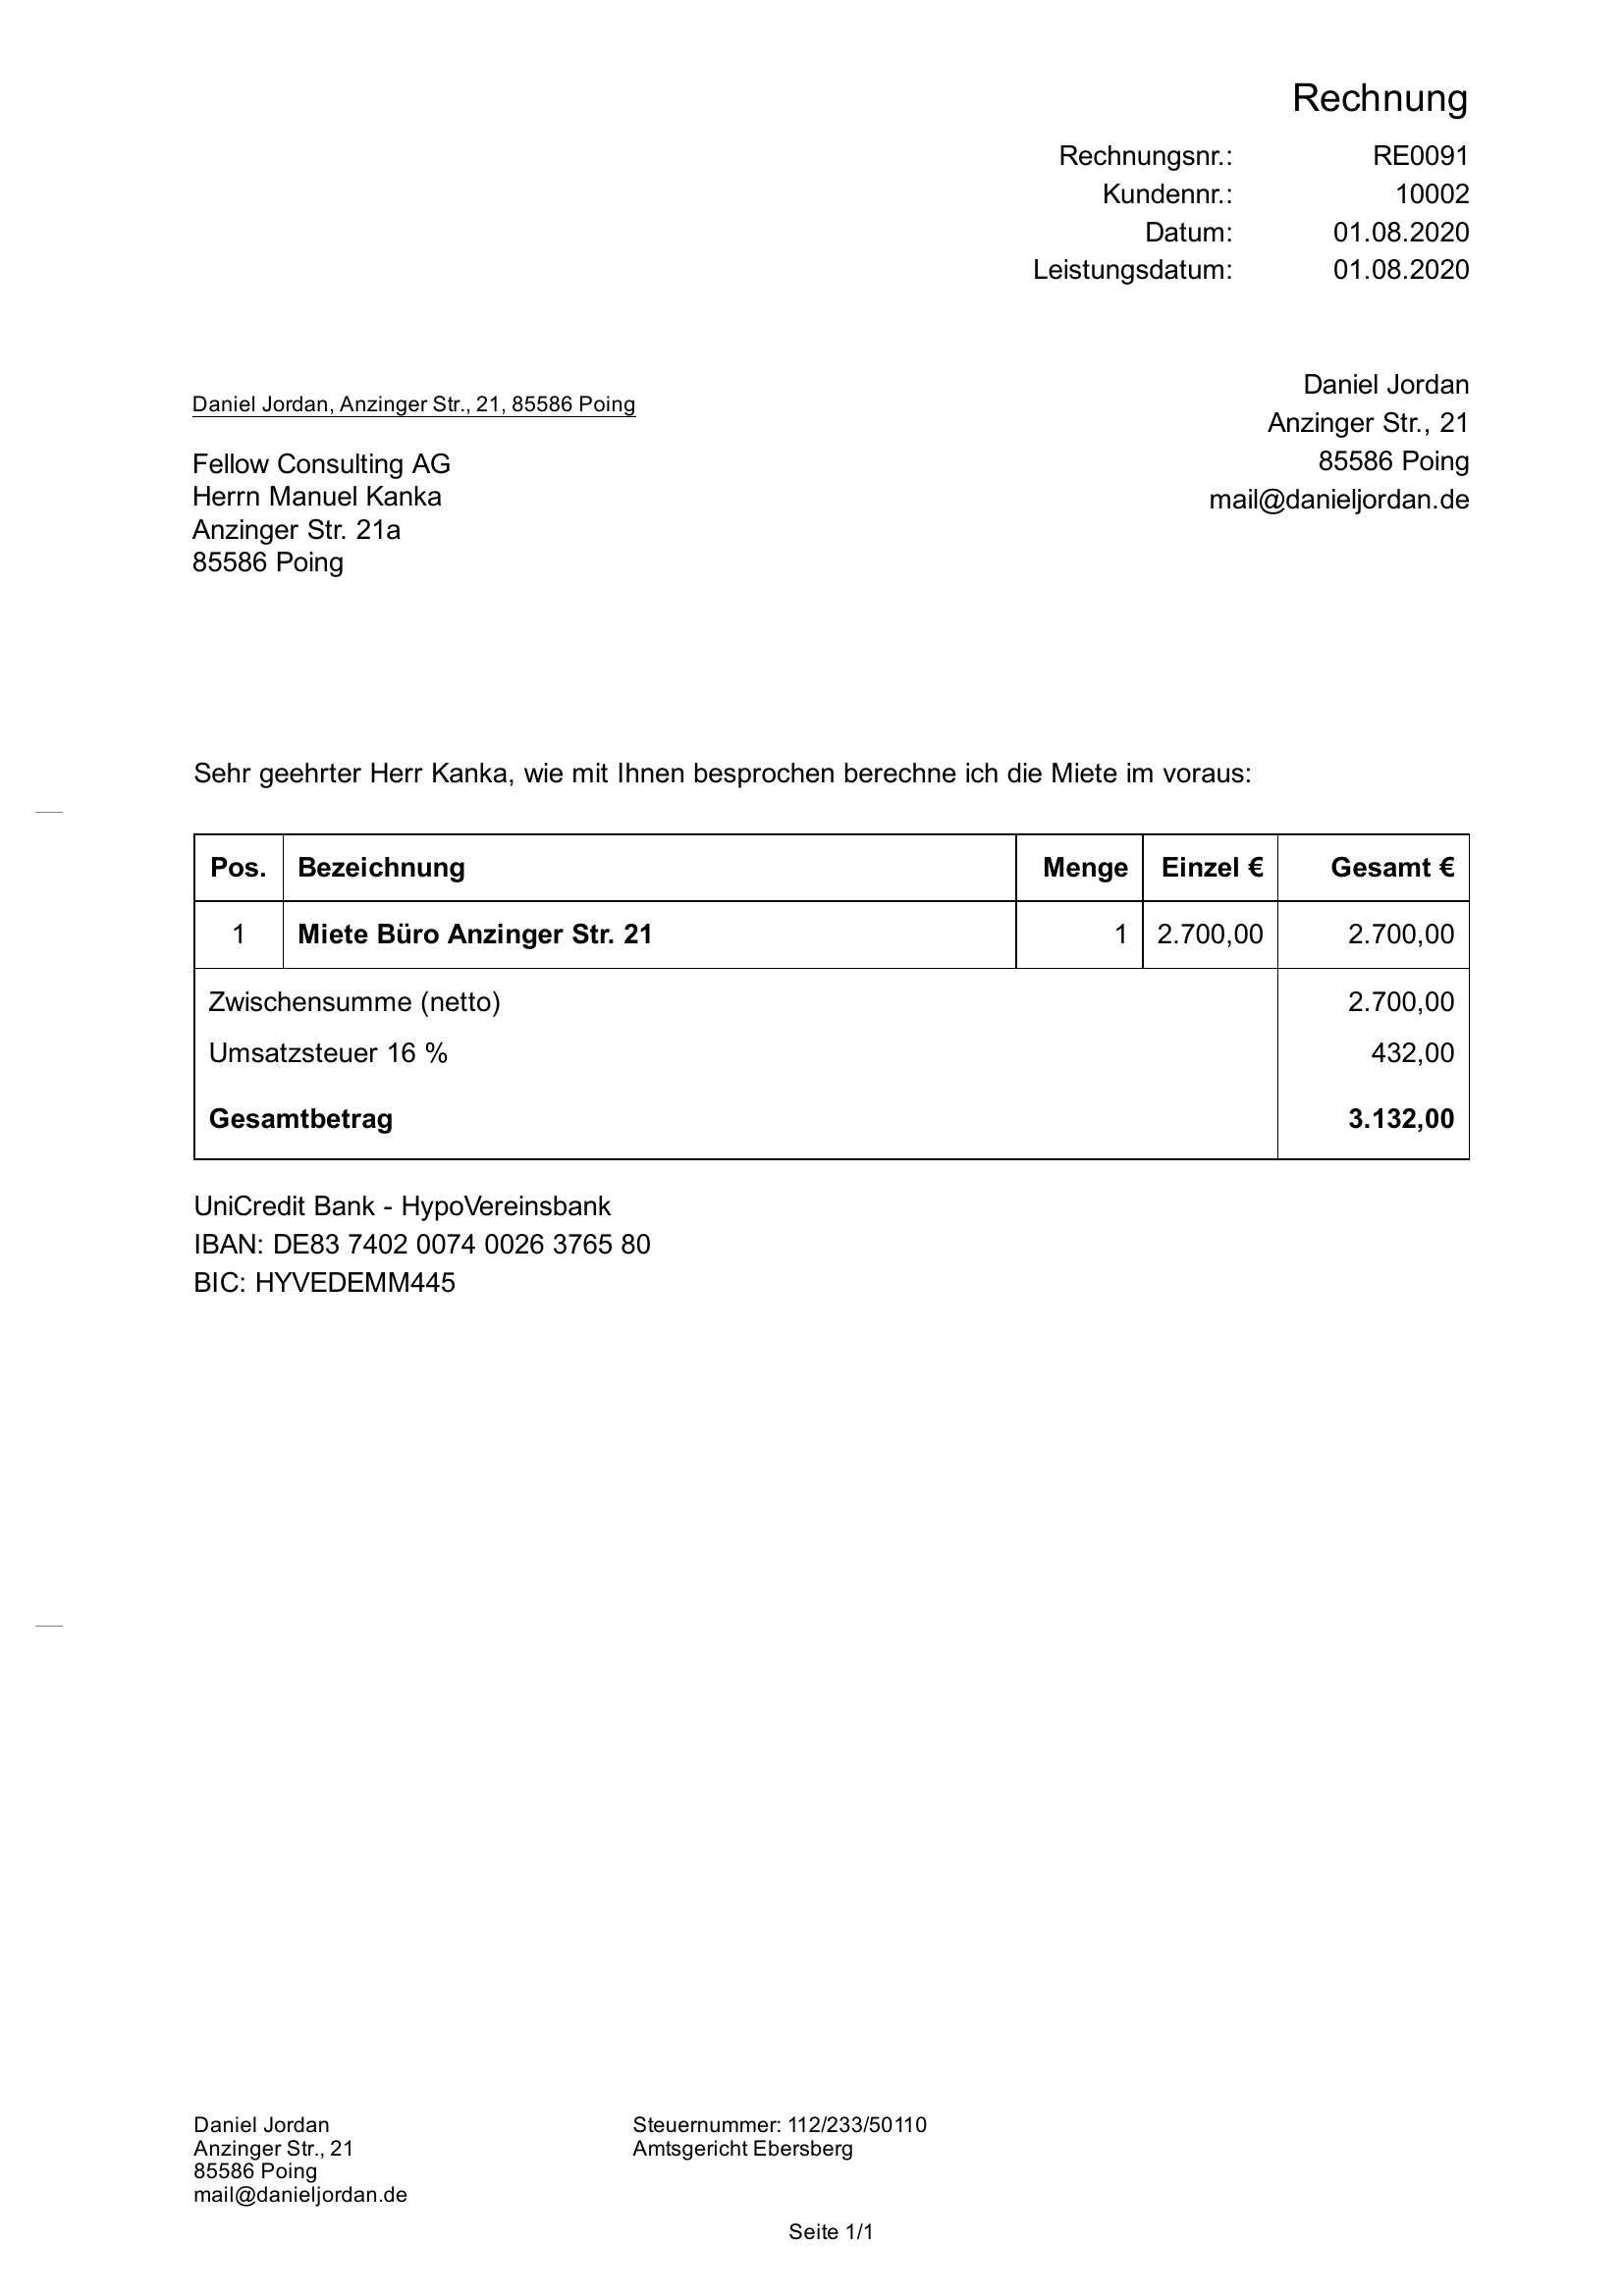 Rechnung
Rechnungsnr.: RE0091
Kundennr.: 10002
Datum: 01.08.2020
Leistungsdatum: 01.08.2020
Daniel Jordan
Anzinger Str., 21
85586 Poing
mail@danieljordan.de
Daniel Jordan, Anzinger Str., 21, 85586 Poing
Fellow Consulting AG
Herrn Manuel Kanka
Anzinger Str. 21a
85586 Poing
Sehr geehrter Herr Kanka, wie mit Ihnen besprochen berechne ich die Miete im voraus:
Pos. Bezeichnung Menge Einzel € Gesamt €
1 Miete Büro Anzinger Str. 21 1 2.700,00 2.700,00
Zwischensumme (netto) 2.700,00
Umsatzsteuer 16 % 432,00
Gesamtbetrag 3.132,00
UniCredit Bank - HypoVereinsbank
IBAN: DE83 7402 0074 0026 3765 80
BIC: HYVEDEMM445
Daniel Jordan
Anzinger Str., 21
85586 Poing
mail@danieljordan.de
Steuernummer: 112/233/50110
Amtsgericht Ebersberg
Seite 1/1